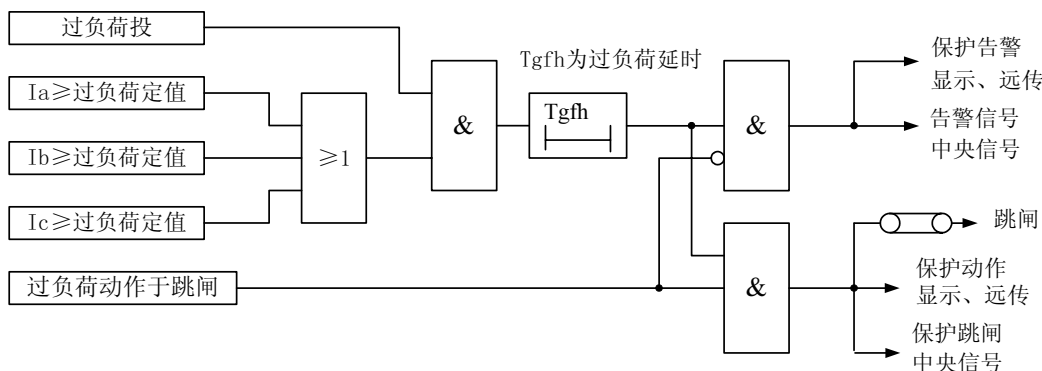 过负荷投
Ia≥过负荷定值
Ib≥过负荷定值
Ic≥过负荷定值
过负荷动作于跳闸
≥1
&
Tgfh为过负荷延时
Tgfh
&
&
保护告警
显示、远传
告警信号
中央信号
跳闸
保护动作
显示、远传
保护跳闸
中央信号